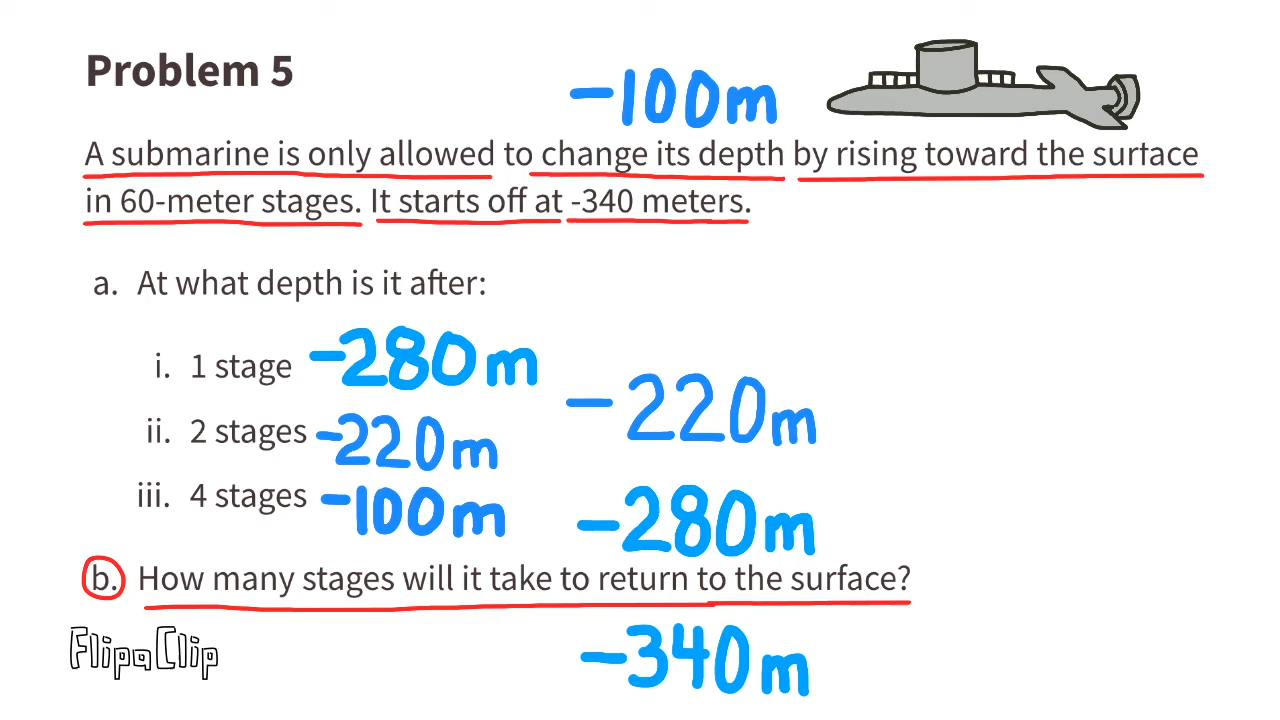 Problem 5
-100m
A submarine is only allowed to change its depth by rising toward the surface
in 60-meter stages. It starts off at -340 meters.
a. At what depth is it after:
i. 1 stage -280m
ii. 2 stages -220m
-220m
iii. 4 stages -100m
-280m
b. How many stages will it take to return to the surface?
FlipaClip
-340m